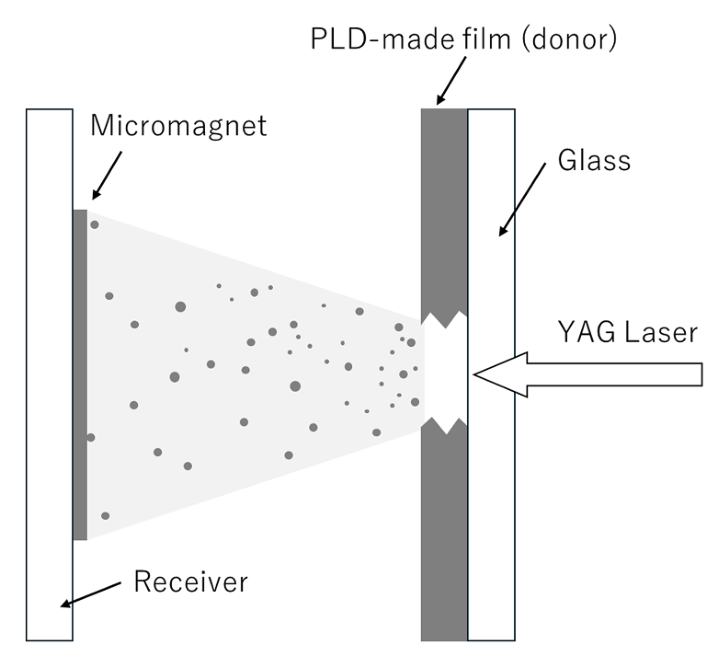 PLD-made film (donor)
Micromagnet
Glass
YAG Laser
Receiver